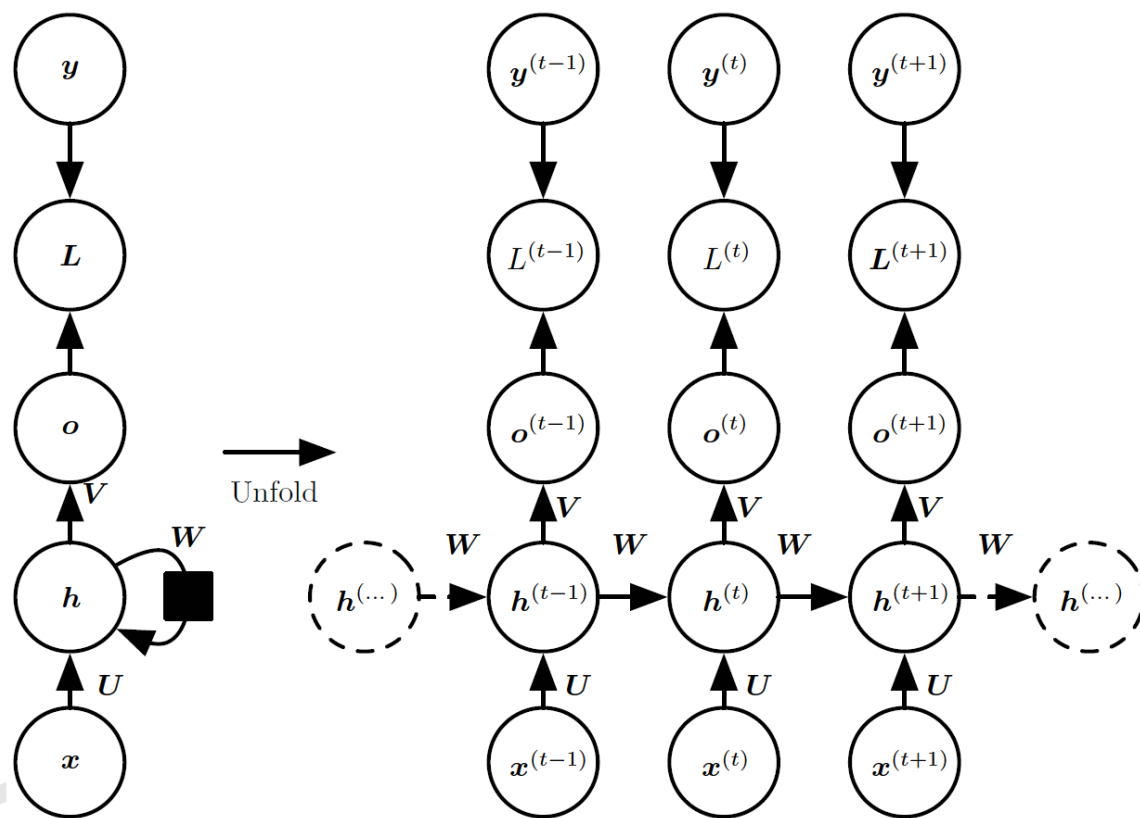 y y^(t−1) y^(t) y^(t+1)
L L^(t−1) L^(t) L^(t+1)
o o^(t−1) o^(t) o^(t+1)
Unfold
V V V V
W W W W W
h h^(...) h^(t−1) h^(t) h^(t+1) h^(...)
U U U U
x x^(t−1) x^(t) x^(t+1)